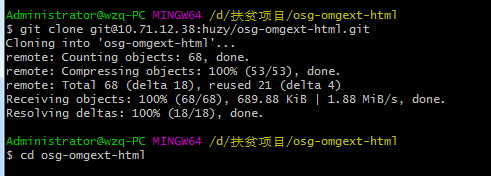 Administrator@wzq-PC MINGW64 /d/扶贫项目/osg-omgext-html
$ git clone git@10.71.12.38:huzy/osg-omgext-html.git
Cloning into 'osg-omgext-html'...
remote: Counting objects: 68, done.
remote: Compressing objects: 100% (53/53), done.
remote: Total 68 (delta 18), reused 21 (delta 4)
Receiving objects: 100% (68/68), 689.88 KiB | 1.88 MiB/s, done.
Resolving deltas: 100% (18/18), done.
Administrator@wzq-PC MINGW64 /d/扶贫项目/osg-omgext-html
$ cd osg-omgext-html